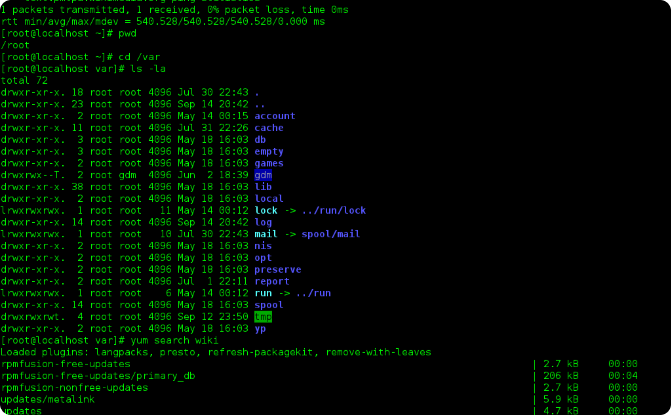 1 packets transmitted, 1 received, 0% packet loss, time 0ms
rtt min/avg/max/mdev = 540.528/540.528/540.528/0.000 ms
[root@localhost ~]# pwd
/root
[root@localhost ~]# cd /var
[root@localhost var]# ls -la
total 72
drwxr-xr-x. 18 root root 4096 Jul 30 22:43 .
drwxr-xr-x. 23 root root 4096 Sep 14 20:42 ..
drwxr-xr-x.  2 root root 4096 May 14 00:15 account
drwxr-xr-x. 11 root root 4096 Jul 31 22:26 cache
drwxr-xr-x.  3 root root 4096 May 18 16:03 db
drwxr-xr-x.  3 root root 4096 May 18 16:03 empty
drwxr-xr-x.  2 root root 4096 May 18 16:03 games
drwxrwx--T.  2 root gdm  4096 Jun  2 18:39 gdm
drwxr-xr-x. 38 root root 4096 May 18 16:03 lib
drwxr-xr-x.  2 root root 4096 May 18 16:03 local
lrwxrwxrwx.  1 root root   11 May 14 00:12 lock -> ../run/lock
drwxr-xr-x. 14 root root 4096 Sep 14 20:42 log
lrwxrwxrwx.  1 root root   10 Jul 30 22:43 mail -> spool/mail
drwxr-xr-x.  2 root root 4096 May 18 16:03 nis
drwxr-xr-x.  2 root root 4096 May 18 16:03 opt
drwxr-xr-x.  2 root root 4096 May 18 16:03 preserve
drwxr-xr-x.  2 root root 4096 Jul  1 22:11 report
lrwxrwxrwx.  1 root root    6 May 14 00:12 run -> ../run
drwxr-xr-x. 14 root root 4096 May 18 16:03 spool
drwxrwxrwt.  4 root root 4096 Sep 12 23:50 tmp
drwxr-xr-x.  2 root root 4096 May 18 16:03 yp
[root@localhost var]# yum search wiki
Loaded plugins: langpacks, presto, refresh-packagekit, remove-with-leaves
rpmfusion-free-updates | 2.7 kB 00:00
rpmfusion-free-updates/primary_db | 206 kB 00:04
rpmfusion-nonfree-updates | 2.7 kB 00:00
updates/metalink | 5.9 kB 00:00
updates | 4.7 kB 00:00